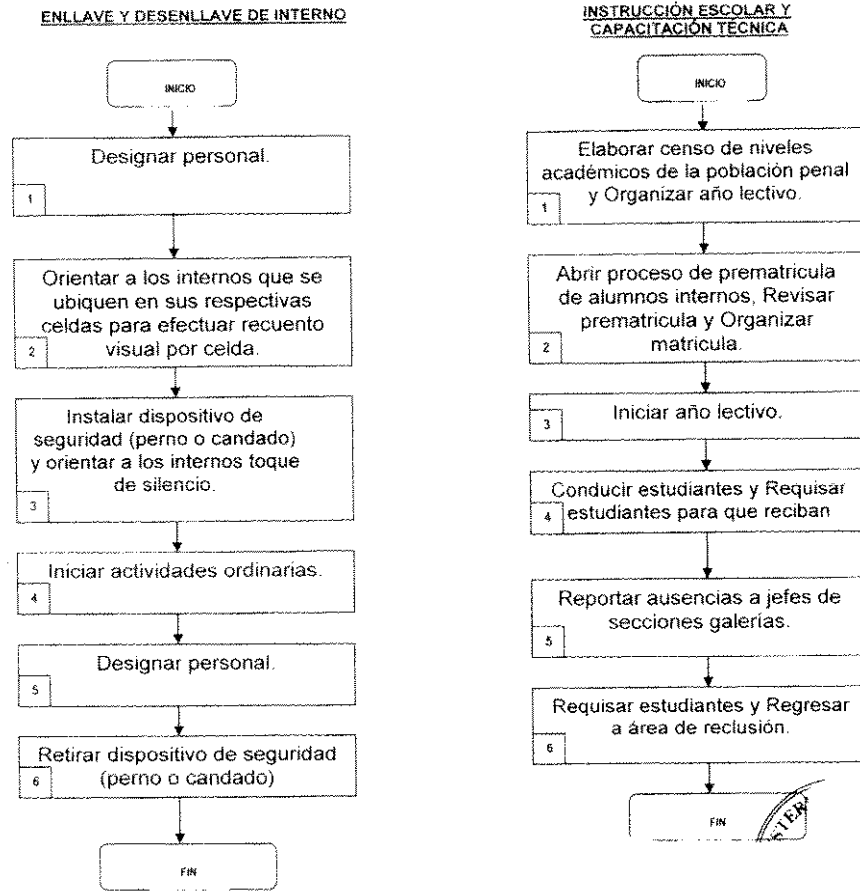 ENLLAVE Y DESENLLAVE DE INTERNO
INICIO
Designar personal.
1
Orientar a los internos que se
ubiquen en sus respectivas
celdas para efectuar recuento
visual por celda.
2
Instalar dispositivo de
seguridad (perno o candado)
y orientar a los internos toque
de silencio.
3
Iniciar actividades ordinarias.
4
Designar personal.
5
Retirar dispositivo de seguridad
(perno o candado)
6
FIN
INSTRUCCIÓN ESCOLAR Y
CAPACITACIÓN TÉCNICA
INICIO
Elaborar censo de niveles
académicos de la población penal
y Organizar año lectivo.
1
Abrir proceso de prematricula
de alumnos internos, Revisar
prematricula y Organizar
matricula.
2
Iniciar año lectivo.
3
Conducir estudiantes y Requisar
estudiantes para que reciban
4
Reportar ausencias a jefes de
secciones galerías.
5
Requisar estudiantes y Regresar
a área de reclusión.
6
FIN